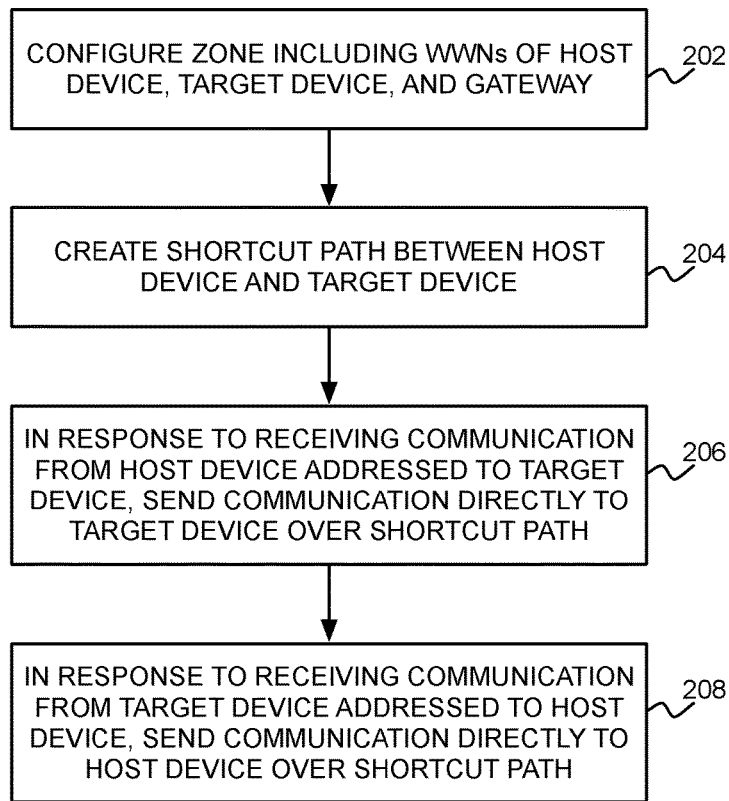 CONFIGURE ZONE INCLUDING WWNs OF HOST
DEVICE, TARGET DEVICE, AND GATEWAY
202
CREATE SHORTCUT PATH BETWEEN HOST
DEVICE AND TARGET DEVICE
204
IN RESPONSE TO RECEIVING COMMUNICATION
FROM HOST DEVICE ADDRESSED TO TARGET
DEVICE, SEND COMMUNICATION DIRECTLY TO
TARGET DEVICE OVER SHORTCUT PATH
206
IN RESPONSE TO RECEIVING COMMUNICATION
FROM TARGET DEVICE ADDRESSED TO HOST
DEVICE, SEND COMMUNICATION DIRECTLY TO
HOST DEVICE OVER SHORTCUT PATH
208